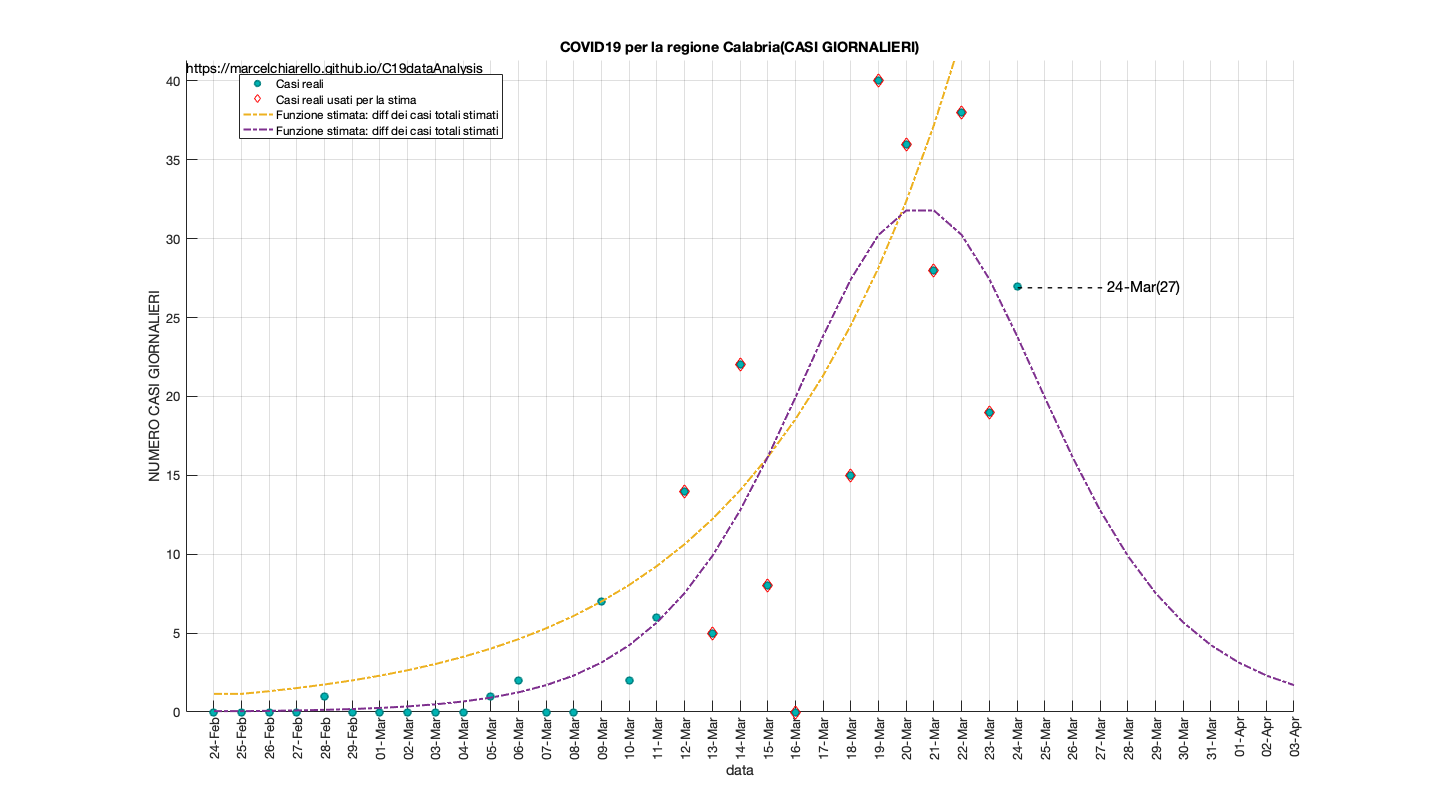 COVID19 per la regione Calabria(CASI GIORNALIERI)
https://marcelchiarello.github.io/C19dataAnalysis
Casi reali
Casi reali usati per la stima
Funzione stimata: diff dei casi totali stimati
Funzione stimata: diff dei casi totali stimati
40
35
30
25
20
15
10
5
0
NUMERO CASI GIORNALIERI
24-Mar(27)
24-Feb
25-Feb
26-Feb
27-Feb
28-Feb
29-Feb
01-Mar
02-Mar
03-Mar
04-Mar
05-Mar
06-Mar
07-Mar
08-Mar
09-Mar
10-Mar
11-Mar
12-Mar
13-Mar
14-Mar
15-Mar
16-Mar
17-Mar
18-Mar
19-Mar
20-Mar
21-Mar
22-Mar
23-Mar
24-Mar
25-Mar
26-Mar
27-Mar
28-Mar
29-Mar
30-Mar
31-Mar
01-Apr
02-Apr
03-Apr
data